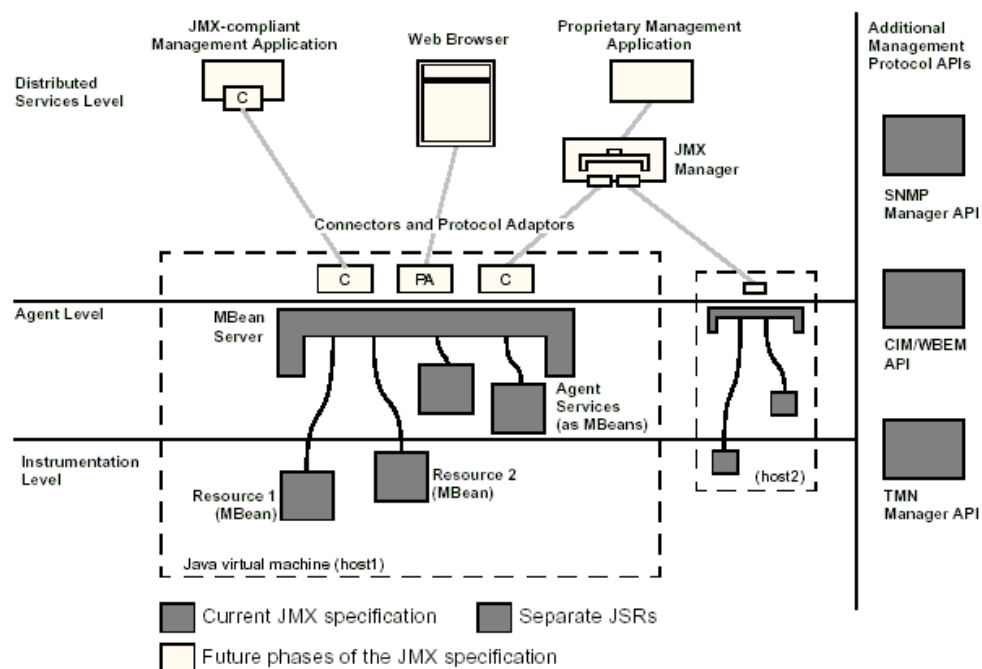 JMX-compliant
Management Application
Web Browser
Proprietary Management
Application
Additional
Management
Protocol APIs
Distributed
Services Level
C
JMX
Manager
SNMP
Manager API
Connectors and Protocol Adaptors
C
PA
C
Agent Level
MBean
Server
CIM/WBEM
API
Agent
Services
(as MBeans)
Instrumentation
Level
Resource 1
(MBean)
Resource 2
(MBean)
(host2)
TMN
Manager API
Java virtual machine (host1)
Current JMX specification
Separate JSRs
Future phases of the JMX specification